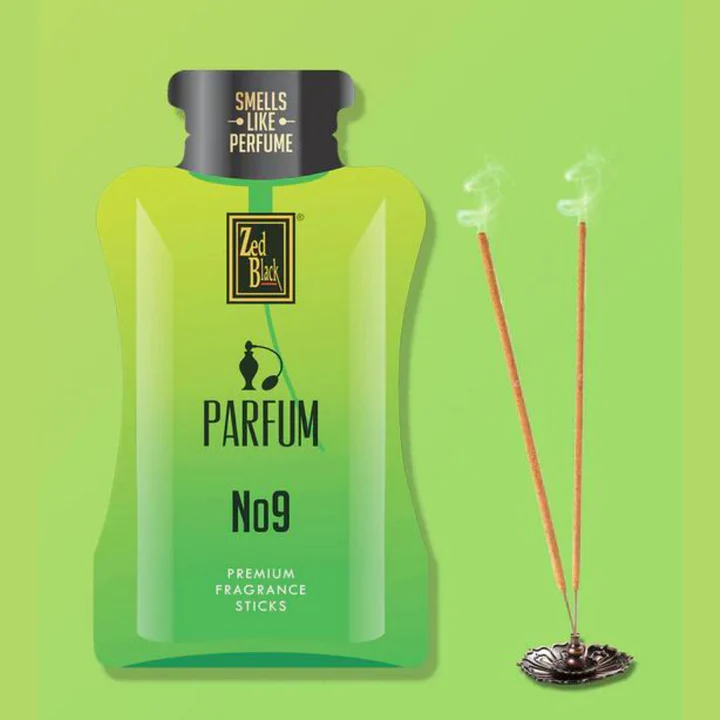 SMELLS
LIKE
PERFUME
Zed
Black
®
PARFUM
No9
PREMIUM
FRAGRANCE
STICKS